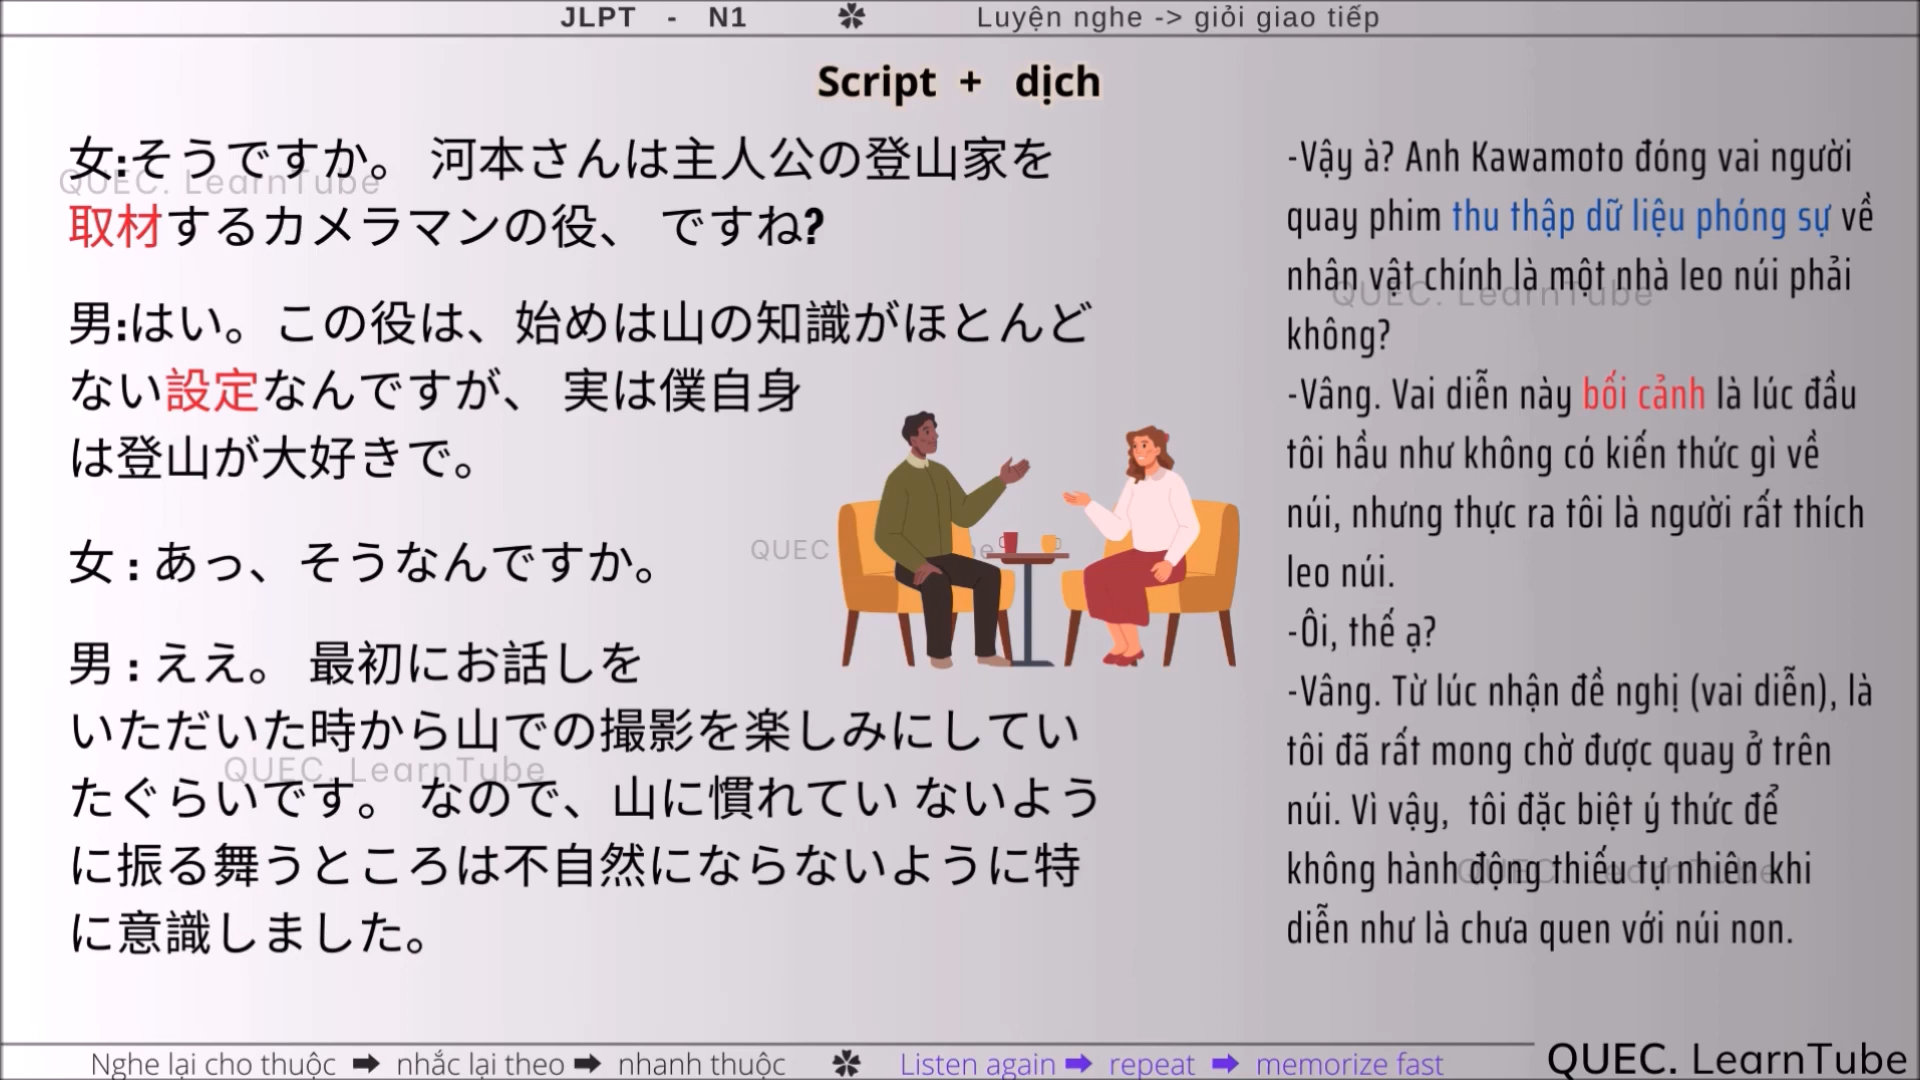 JLPT - N1 ✽ Luyện nghe -> giỏi giao tiếp
Script + dịch
女:そうですか。 河本さんは主人公の登山家を
取材するカメラマンの役、 ですね?
男:はい。この役は、始めは山の知識がほとんど
ない設定なんですが、 実は僕自身
は登山が大好きで。
女 : あっ、そうなんですか。
男 : ええ。 最初にお話しを
いただいた時から山での撮影を楽しみにしてい
たぐらいです。 なので、山に慣れてい ないよう
に振る舞うところは不自然にならないように特
に意識しました。
-Vậy à? Anh Kawamoto đóng vai người
quay phim thu thập dữ liệu phóng sự về
nhân vật chính là một nhà leo núi phải
không?
-Vâng. Vai diễn này bối cảnh là lúc đầu
tôi hầu như không có kiến thức gì về
núi, nhưng thực ra tôi là người rất thích
leo núi.
-Ôi, thế ạ?
-Vâng. Từ lúc nhận đề nghị (vai diễn), là
tôi đã rất mong chờ được quay ở trên
núi. Vì vậy, tôi đặc biệt ý thức để
không hành động thiếu tự nhiên khi
diễn như là chưa quen với núi non.
QUEC. LearnTube
QUEC. LearnTube
QUEC
QUEC. LearnTube
QUEC. LearnTube
Nghe lại cho thuộc ➡ nhắc lại theo ➡ nhanh thuộc ✽ Listen again ➡ repeat ➡ memorize fast
QUEC. LearnTube